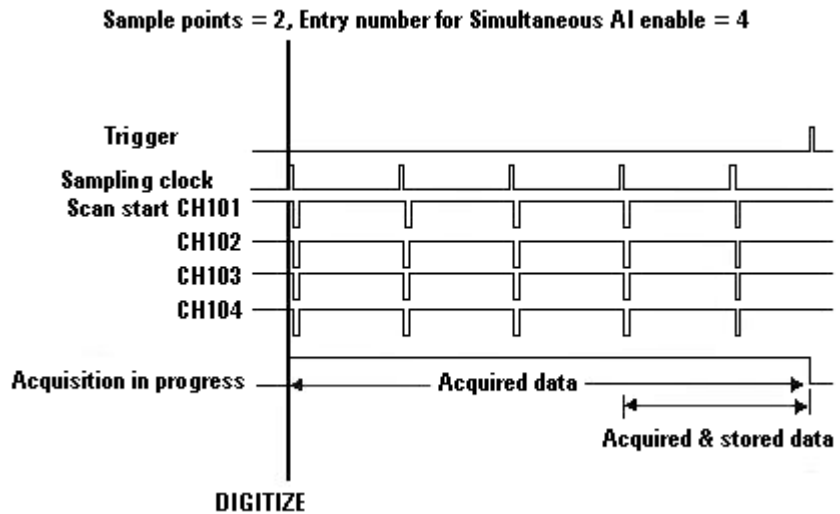 Sample points = 2, Entry number for Simultaneous AI enable = 4
Trigger
Sampling clock
Scan start CH101
CH102
CH103
CH104
Acquisition in progress
Acquired data
Acquired & stored data
DIGITIZE